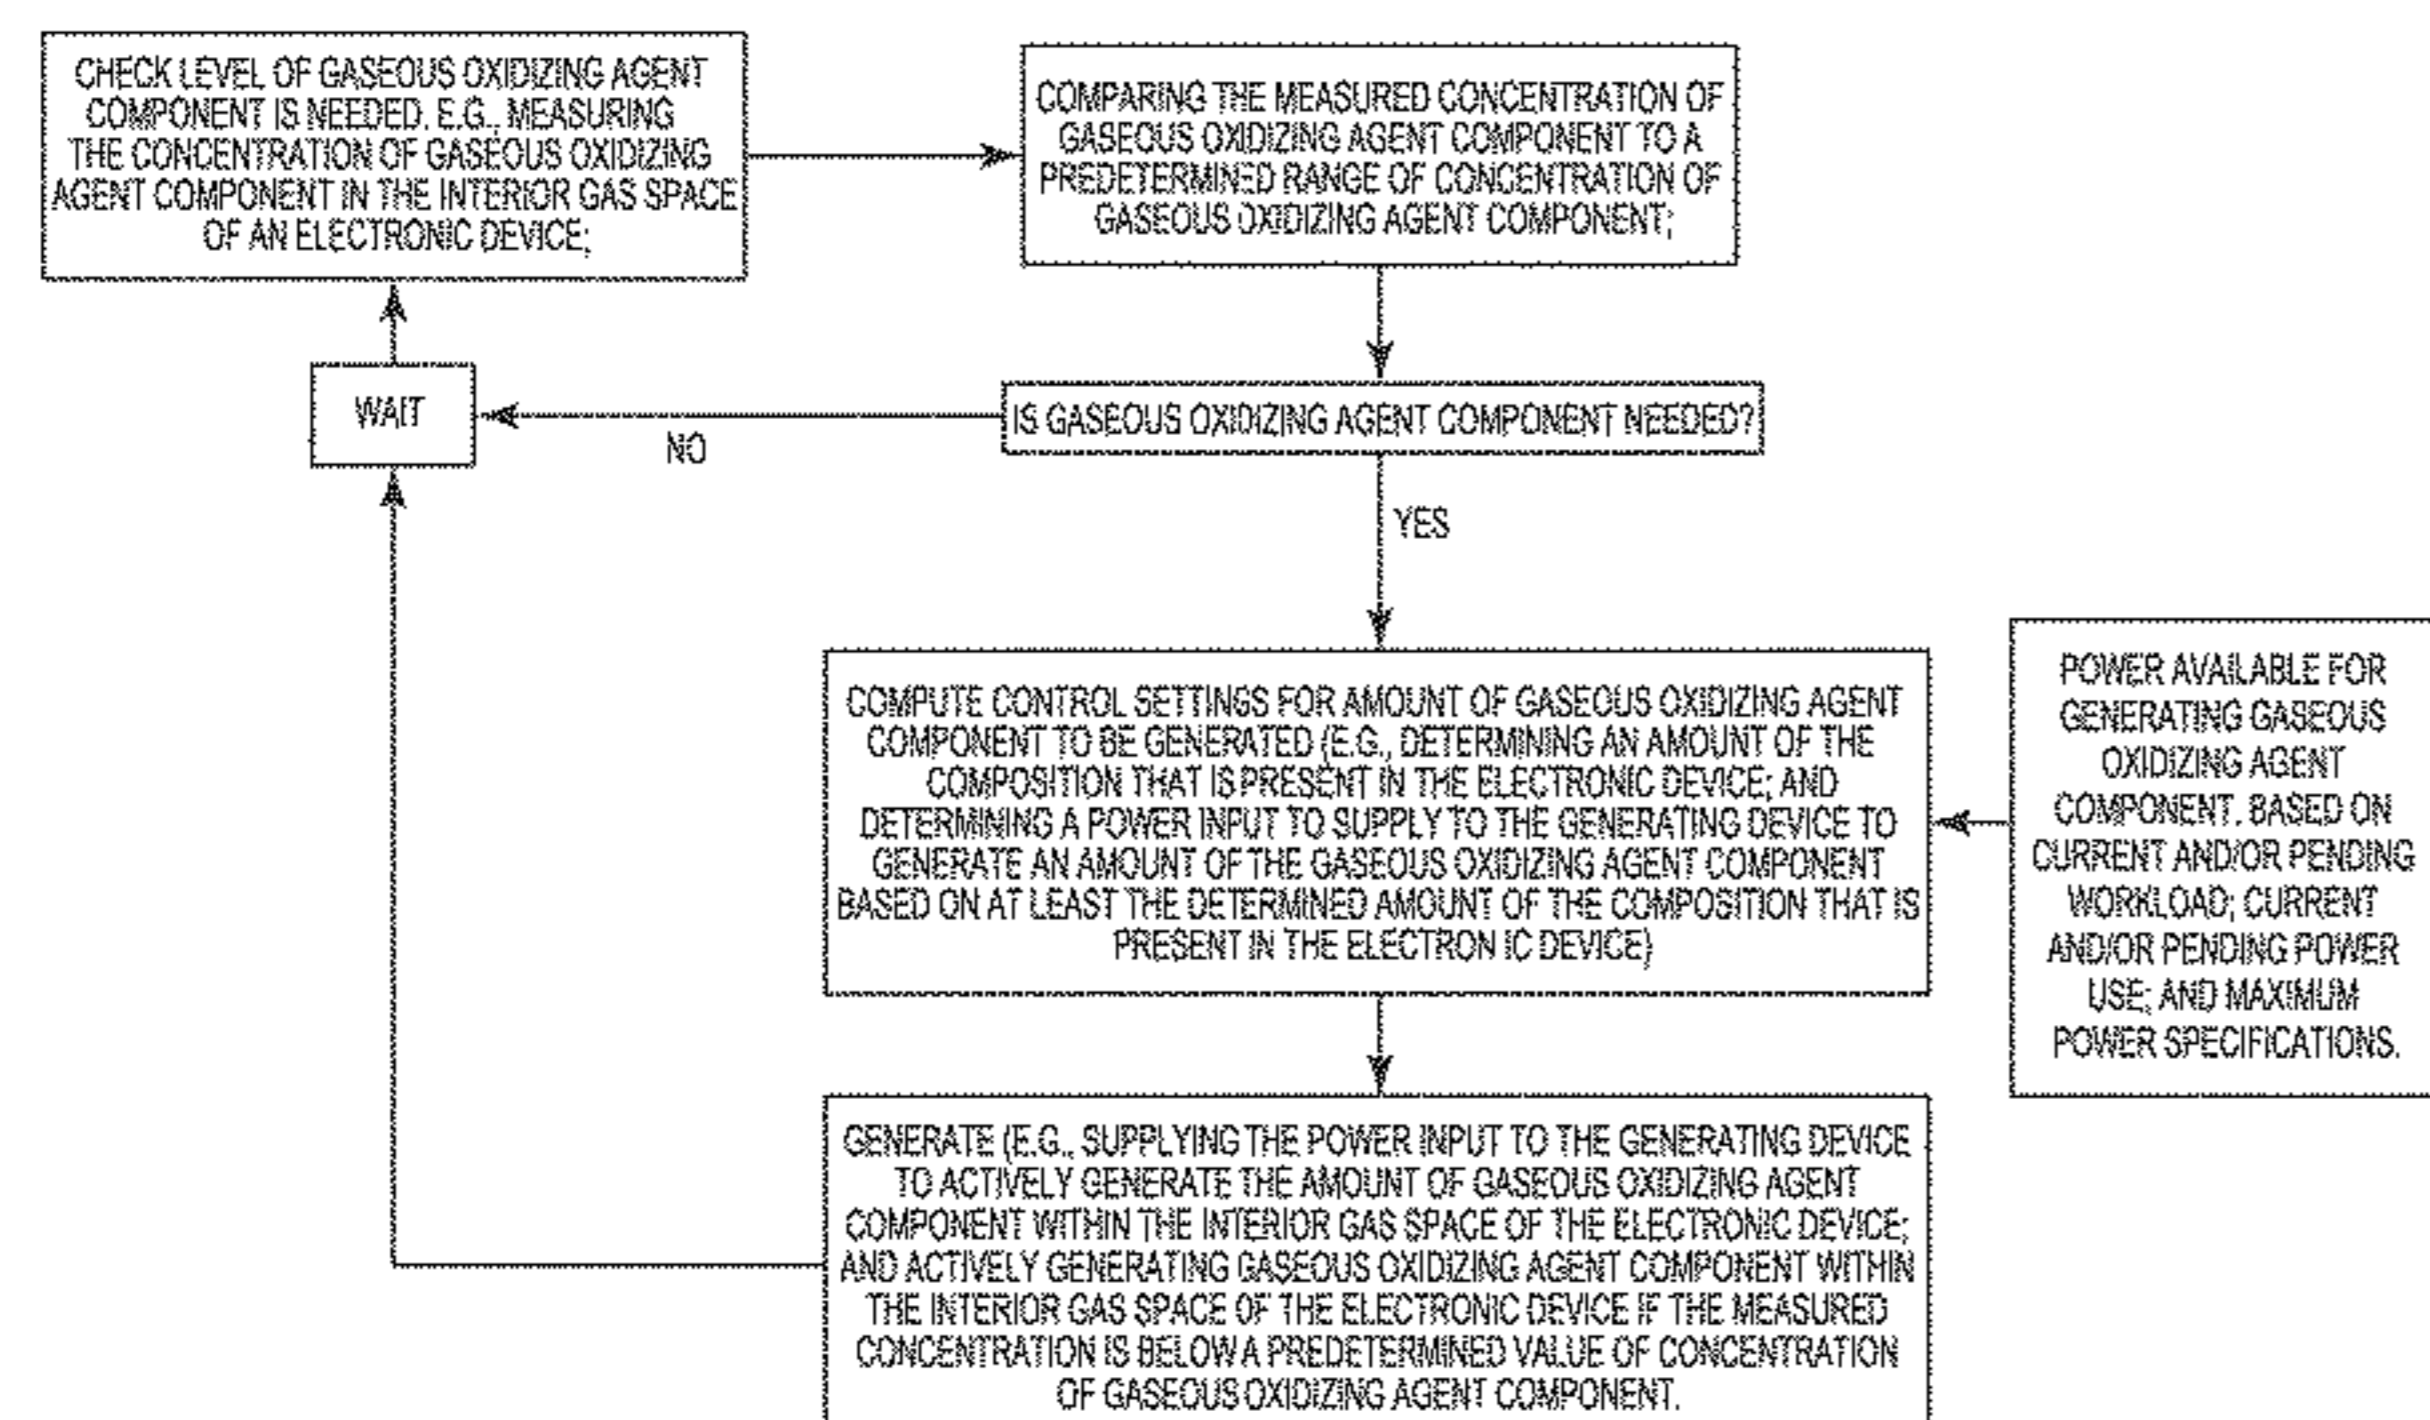 CHECK LEVEL OF GASEOUS OXIDIZING AGENT
COMPONENT IS NEEDED. E.G., MEASURING
THE CONCENTRATION OF GASEOUS OXIDIZING
AGENT COMPONENT IN THE INTERIOR GAS SPACE
OF AN ELECTRONIC DEVICE;
COMPARING THE MEASURED CONCENTRATION OF
GASEOUS OXIDIZING AGENT COMPONENT TO A
PREDETERMINED RANGE OF CONCENTRATION OF
GASEOUS OXIDIZING AGENT COMPONENT;
WAIT
NO
IS GASEOUS OXIDIZING AGENT COMPONENT NEEDED?
YES
COMPUTE CONTROL SETTINGS FOR AMOUNT OF GASEOUS OXIDIZING AGENT
COMPONENT TO BE GENERATED (E.G., DETERMINING AN AMOUNT OF THE
COMPOSITION THAT IS PRESENT IN THE ELECTRONIC DEVICE; AND
DETERMINING A POWER INPUT TO SUPPLY TO THE GENERATING DEVICE TO
GENERATE AN AMOUNT OF THE GASEOUS OXIDIZING AGENT COMPONENT
BASED ON AT LEAST THE DETERMINED AMOUNT OF THE COMPOSITION THAT IS
PRESENT IN THE ELECTRON IC DEVICE)
POWER AVAILABLE FOR
GENERATING GASEOUS
OXIDIZING AGENT
COMPONENT. BASED ON
CURRENT AND/OR PENDING
WORKLOAD; CURRENT
AND/OR PENDING POWER
USE; AND MAXIMUM
POWER SPECIFICATIONS.
GENERATE (E.G., SUPPLYING THE POWER INPUT TO THE GENERATING DEVICE
TO ACTIVELY GENERATE THE AMOUNT OF GASEOUS OXIDIZING AGENT
COMPONENT WITHIN THE INTERIOR GAS SPACE OF THE ELECTRONIC DEVICE;
AND ACTIVELY GENERATING GASEOUS OXIDIZING AGENT COMPONENT WITHIN
THE INTERIOR GAS SPACE OF THE ELECTRONIC DEVICE IF THE MEASURED
CONCENTRATION IS BELOW A PREDETERMINED VALUE OF CONCENTRATION
OF GASEOUS OXIDIZING AGENT COMPONENT.